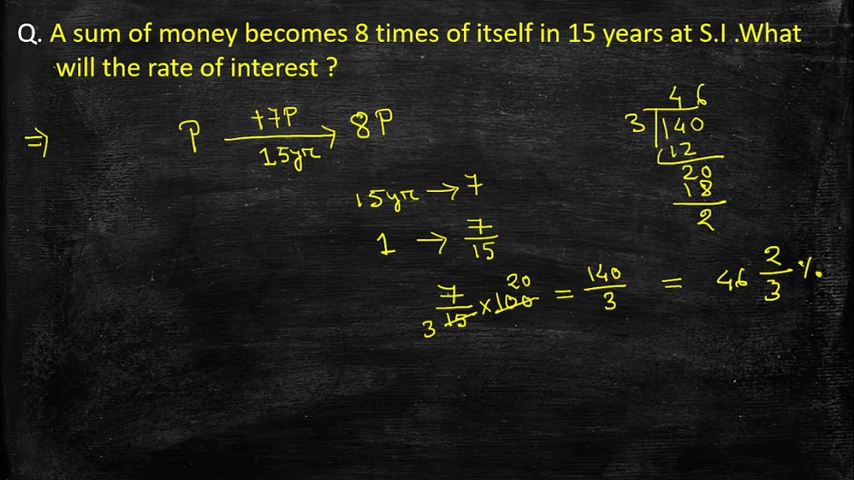 Q. A sum of money becomes 8 times of itself in 15 years at S.I .What
will the rate of interest ?
⇒ P +7P 15yr → 8P
15yr → 7
1 → 7/15
7/15 × 100 = 140/3 = 46 2/3 %
3 20
46
3 140
12
20
18
2